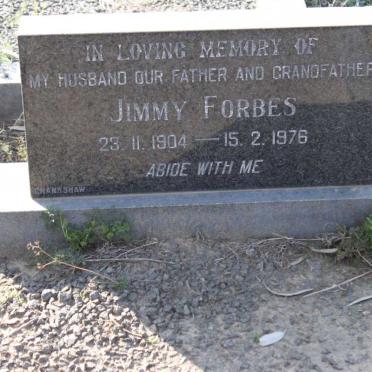 IN LOVING MEMORY OF
MY HUSBAND OUR FATHER AND GRANDFATHER
JIMMY FORBES
23. 11. 1904 — 15. 2. 1976
ABIDE WITH ME
CRANKSHAW